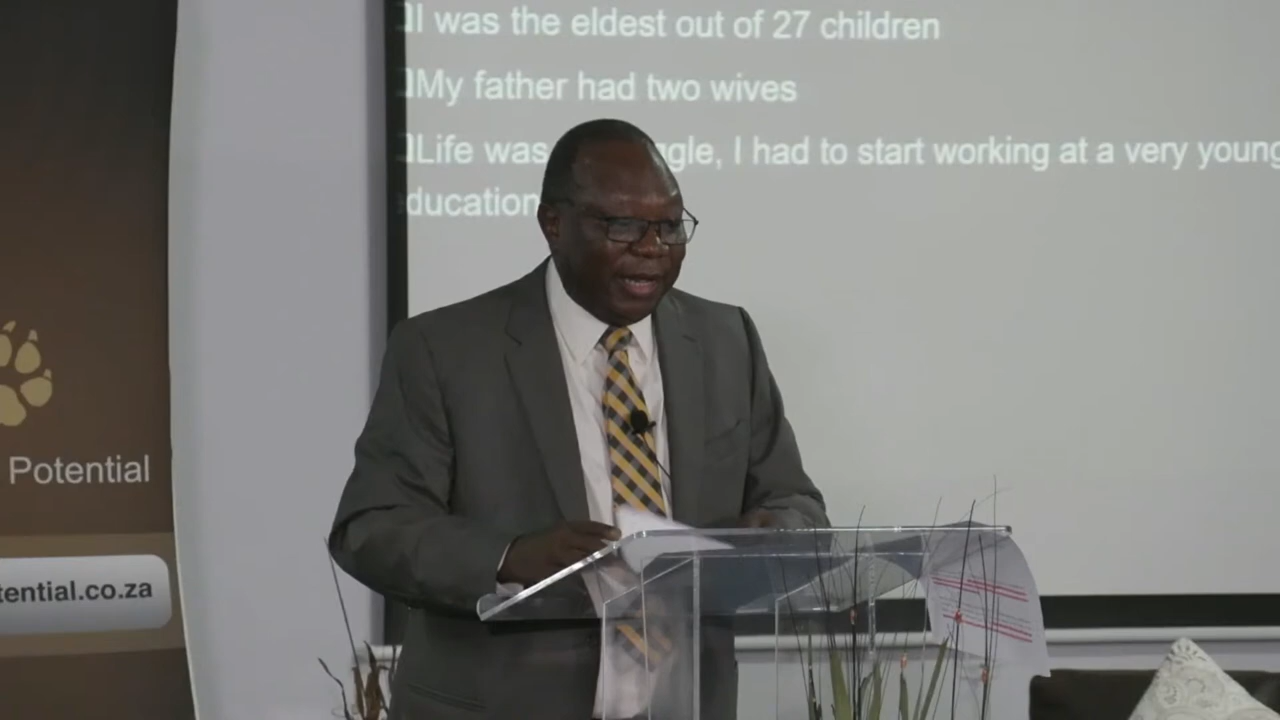 I was the eldest out of 27 children
My father had two wives
Life was ggle, I had to start working at a very young
ducation
Potential
tential.co.za